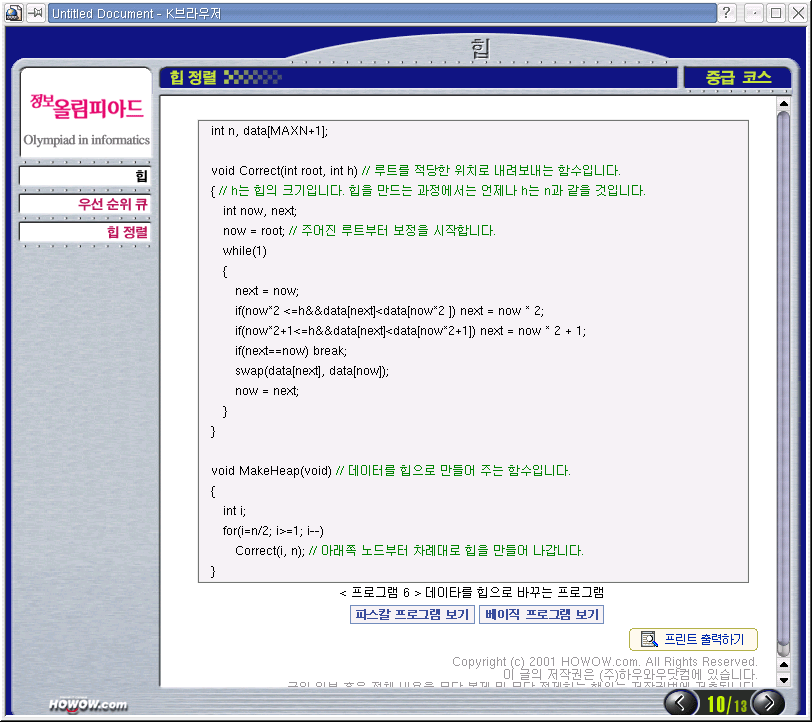 Untitled Document - K브라우저
힙
정보올림피아드
Olympiad in informatics
힙
우선 순위 큐
힙 정렬
힙 정렬
중급 코스
int n, data[MAXN+1];
void Correct(int root, int h) // 루트를 적당한 위치로 내려보내는 함수입니다.
{ // h는 힙의 크기입니다. 힙을 만드는 과정에서는 언제나 h는 n과 같을 것입니다.
int now, next;
now = root; // 주어진 루트부터 보정을 시작합니다.
while(1)
{
next = now;
if(now*2 <=h&&data[next]<data[now*2 ]) next = now * 2;
if(now*2+1<=h&&data[next]<data[now*2+1]) next = now * 2 + 1;
if(next==now) break;
swap(data[next], data[now]);
now = next;
}
}
void MakeHeap(void) // 데이터를 힙으로 만들어 주는 함수입니다.
{
int i;
for(i=n/2; i>=1; i--)
Correct(i, n); // 아래쪽 노드부터 차례대로 힙을 만들어 나갑니다.
}
< 프로그램 6 > 데이타를 힙으로 바꾸는 프로그램
파스칼 프로그램 보기 베이직 프로그램 보기
프린트 출력하기
Copyright (c) 2001 HOWOW.com. All Rights Reserved.
이 글의 저작권은 (주)하우와우닷컴에 있습니다.
HOWOW.com
10/13